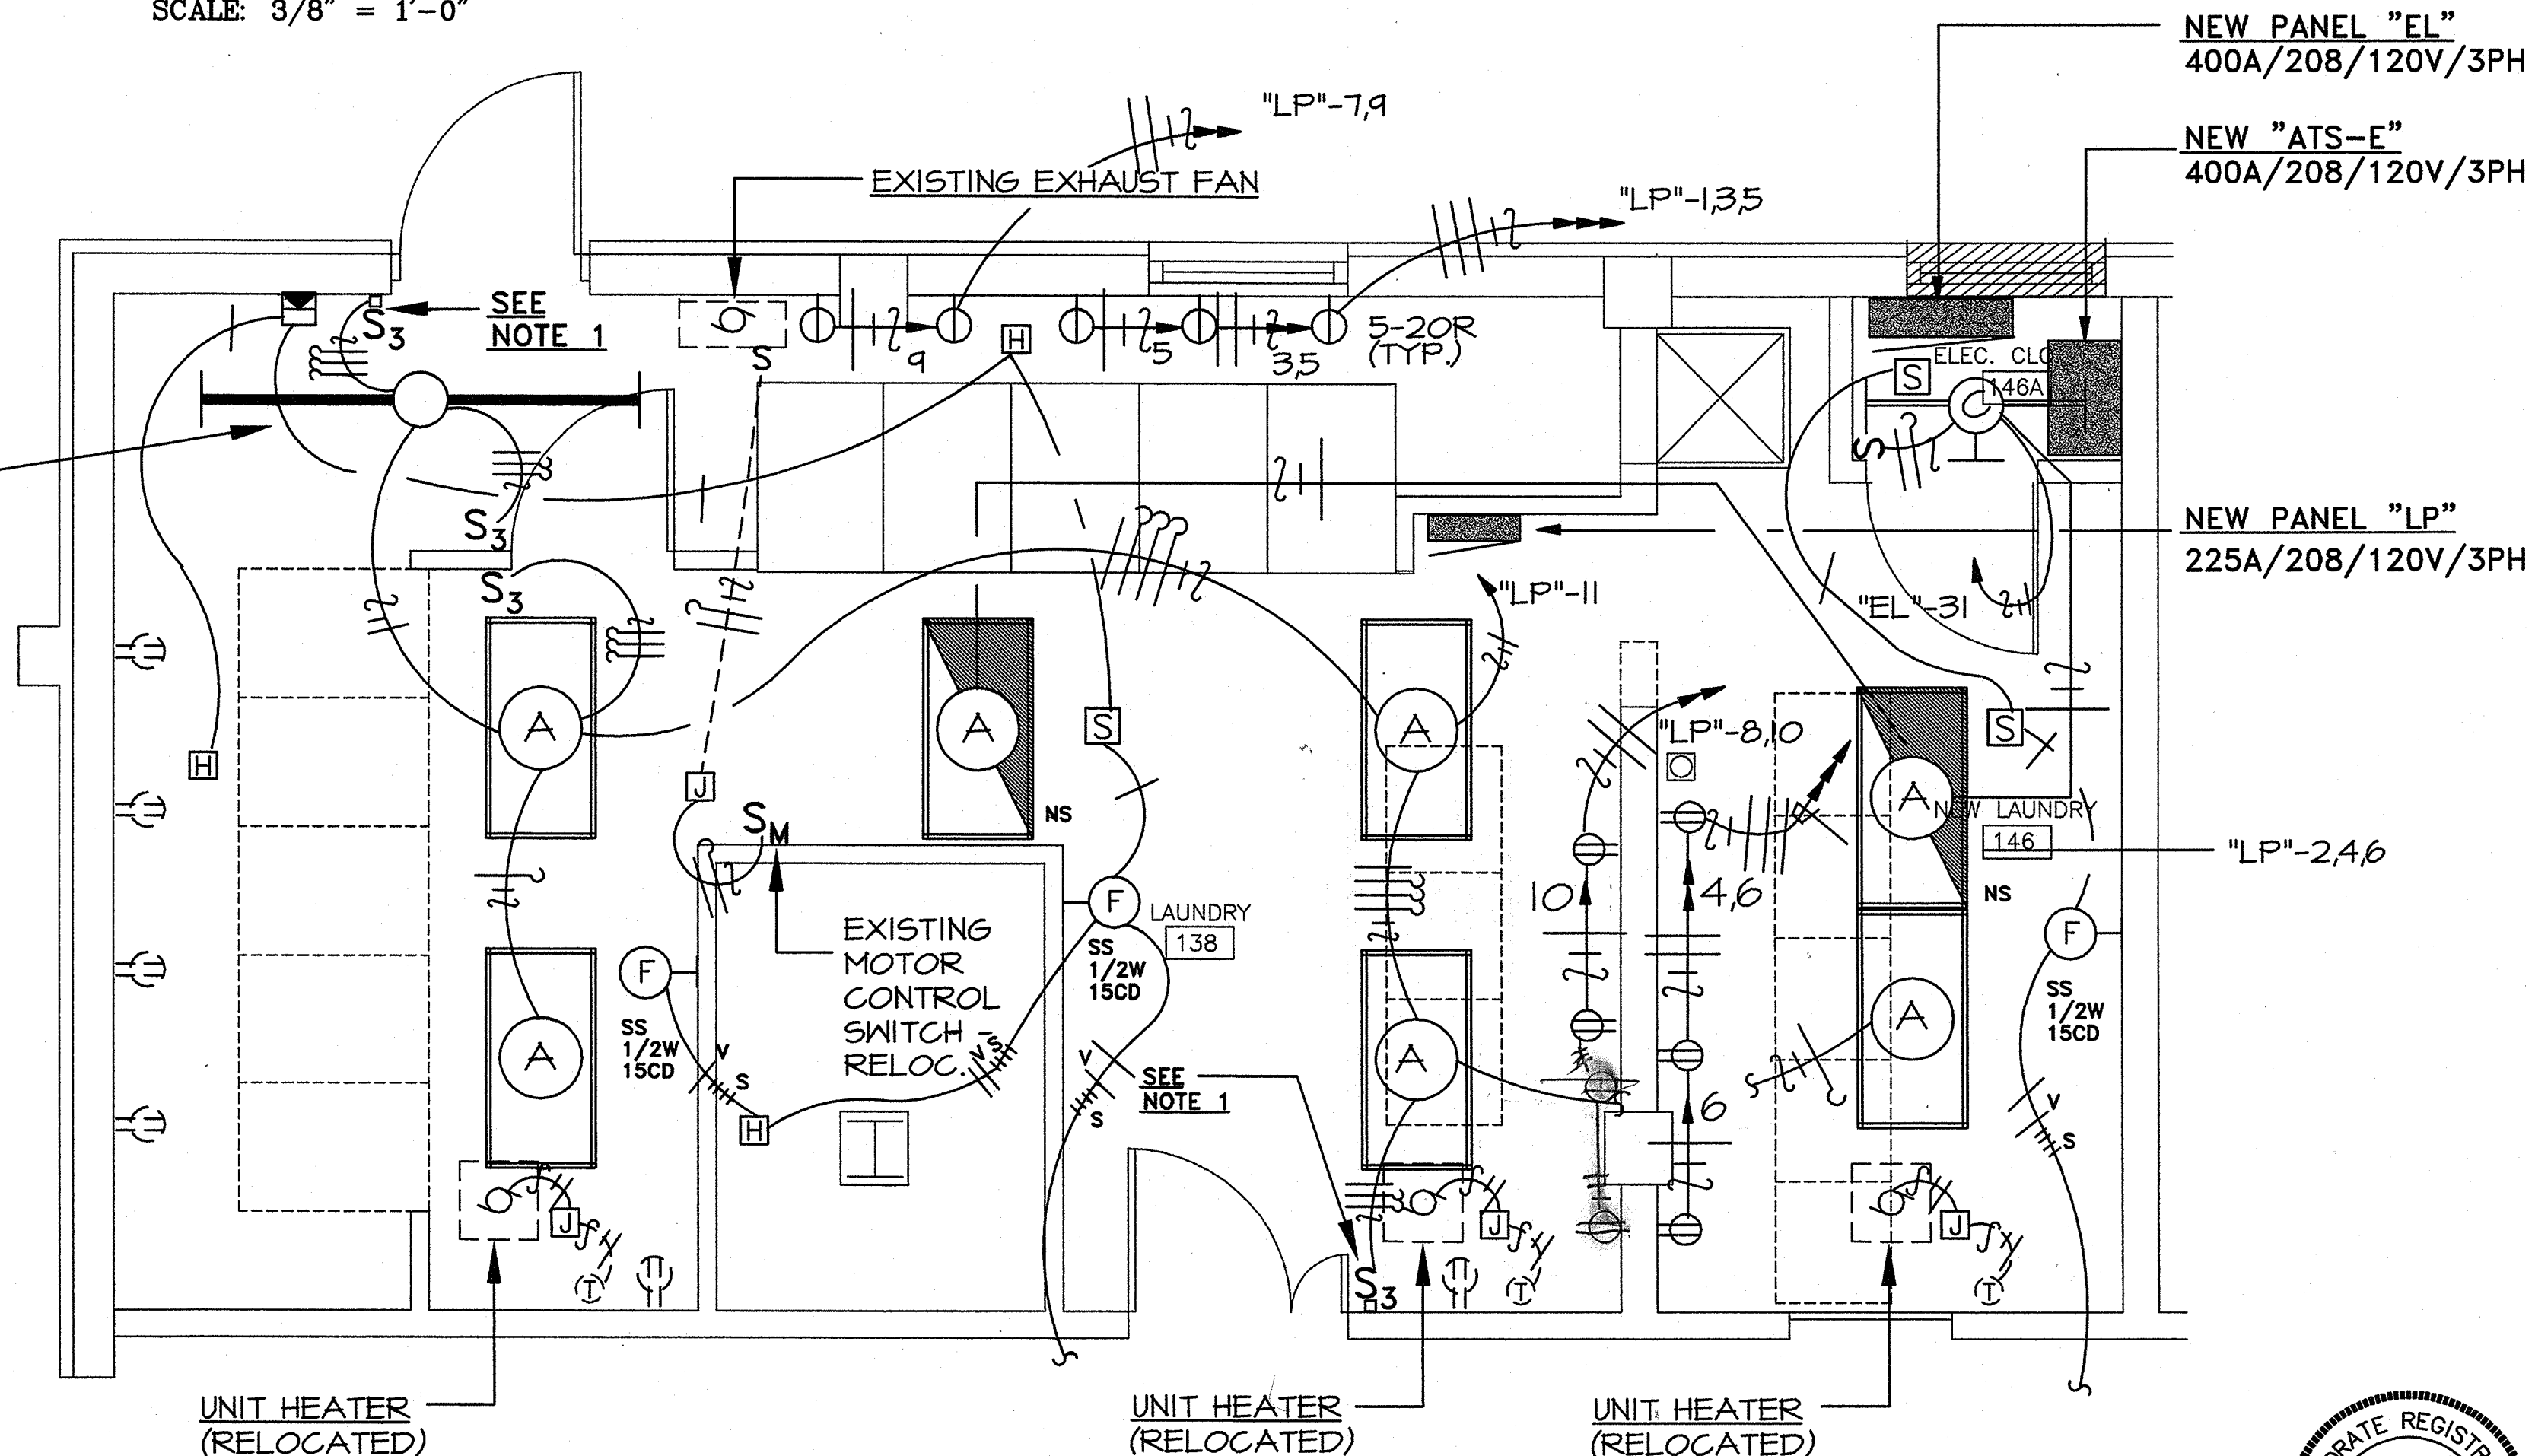 SCALE: 3/8" = 1'-0"
NEW PANEL "EL"
400A/208/120V/3PH
NEW "ATS-E"
400A/208/120V/3PH
"LP"-7,9
EXISTING EXHAUST FAN
"LP"-1,3,5
SEE
NOTE 1
S3
S
9
H
5
3,5
5-20R
(TYP.)
ELEC. CLO
146A
S
C
S
S3
S3
NEW PANEL "LP"
225A/208/120V/3PH
"LP"-11
"EL"-31
A
A
S
A
"LP"-8,10
S
H
J
SM
NS
A
NEW LAUNDRY
146
"LP"-2,4,6
NS
10
4,6
F
LAUNDRY
138
SS
1/2W
15CD
EXISTING
MOTOR
CONTROL
SWITCH
RELOC.
F
SS
1/2W
15CD
V
S
A
H
V
S
V
S
SEE
NOTE 1
A
A
F
SS
1/2W
15CD
V
S
6
J
T
J
T
J
T
S3
UNIT HEATER
(RELOCATED)
UNIT HEATER
(RELOCATED)
UNIT HEATER
(RELOCATED)
ORATE REGISTR